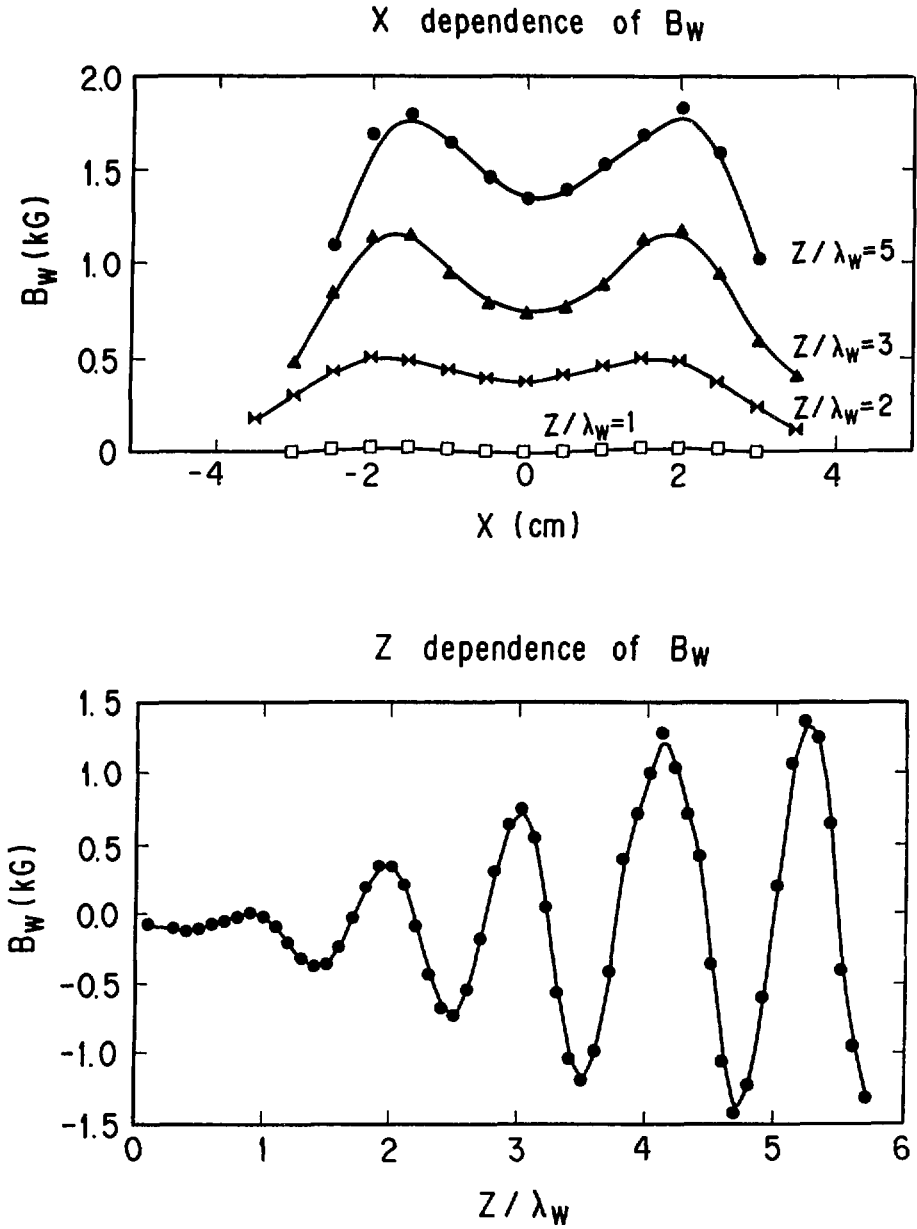 X dependence of B_W
2.0
1.5
1.0
0.5
0
B_W (kG)
Z/λ_W=5
Z/λ_W=3
Z/λ_W=2
Z/λ_W=1
-4 -2 0 2 4
X (cm)
Z dependence of B_W
1.5
1.0
0.5
0.0
-0.5
-1.0
-1.5
B_W (kG)
0 1 2 3 4 5 6
Z / λ_W